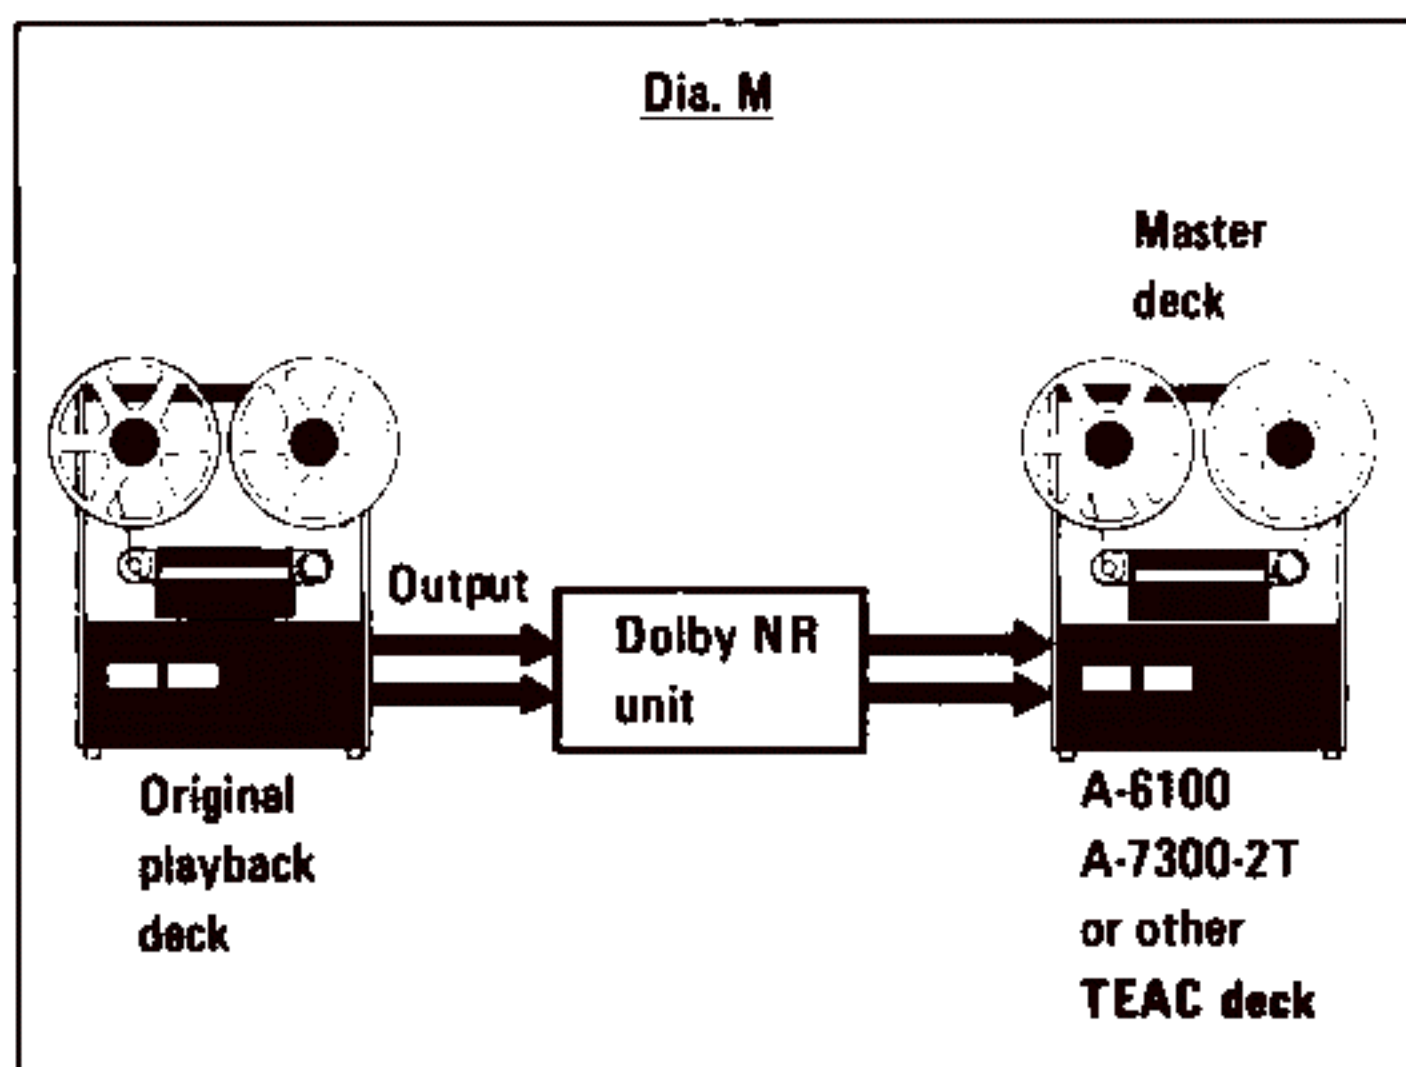 Dia. M
Master
deck
Output
Dolby NR
unit
Original
playback
deck
A-6100
A-7300-2T
or other
TEAC deck